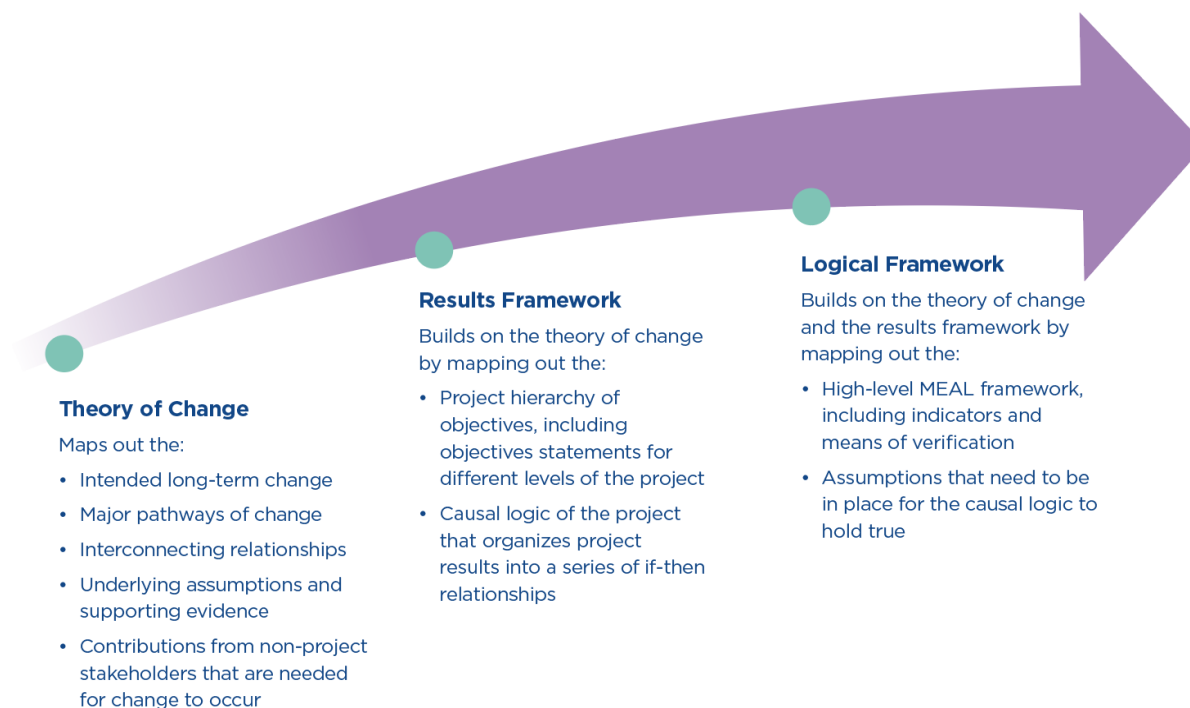 Theory of Change
Maps out the:
• Intended long-term change
• Major pathways of change
• Interconnecting relationships
• Underlying assumptions and
supporting evidence
• Contributions from non-project
stakeholders that are needed
for change to occur
Results Framework
Builds on the theory of change
by mapping out the:
• Project hierarchy of
objectives, including
objectives statements for
different levels of the project
• Causal logic of the project
that organizes project
results into a series of if-then
relationships
Logical Framework
Builds on the theory of change
and the results framework by
mapping out the:
• High-level MEAL framework,
including indicators and
means of verification
• Assumptions that need to be
in place for the causal logic to
hold true